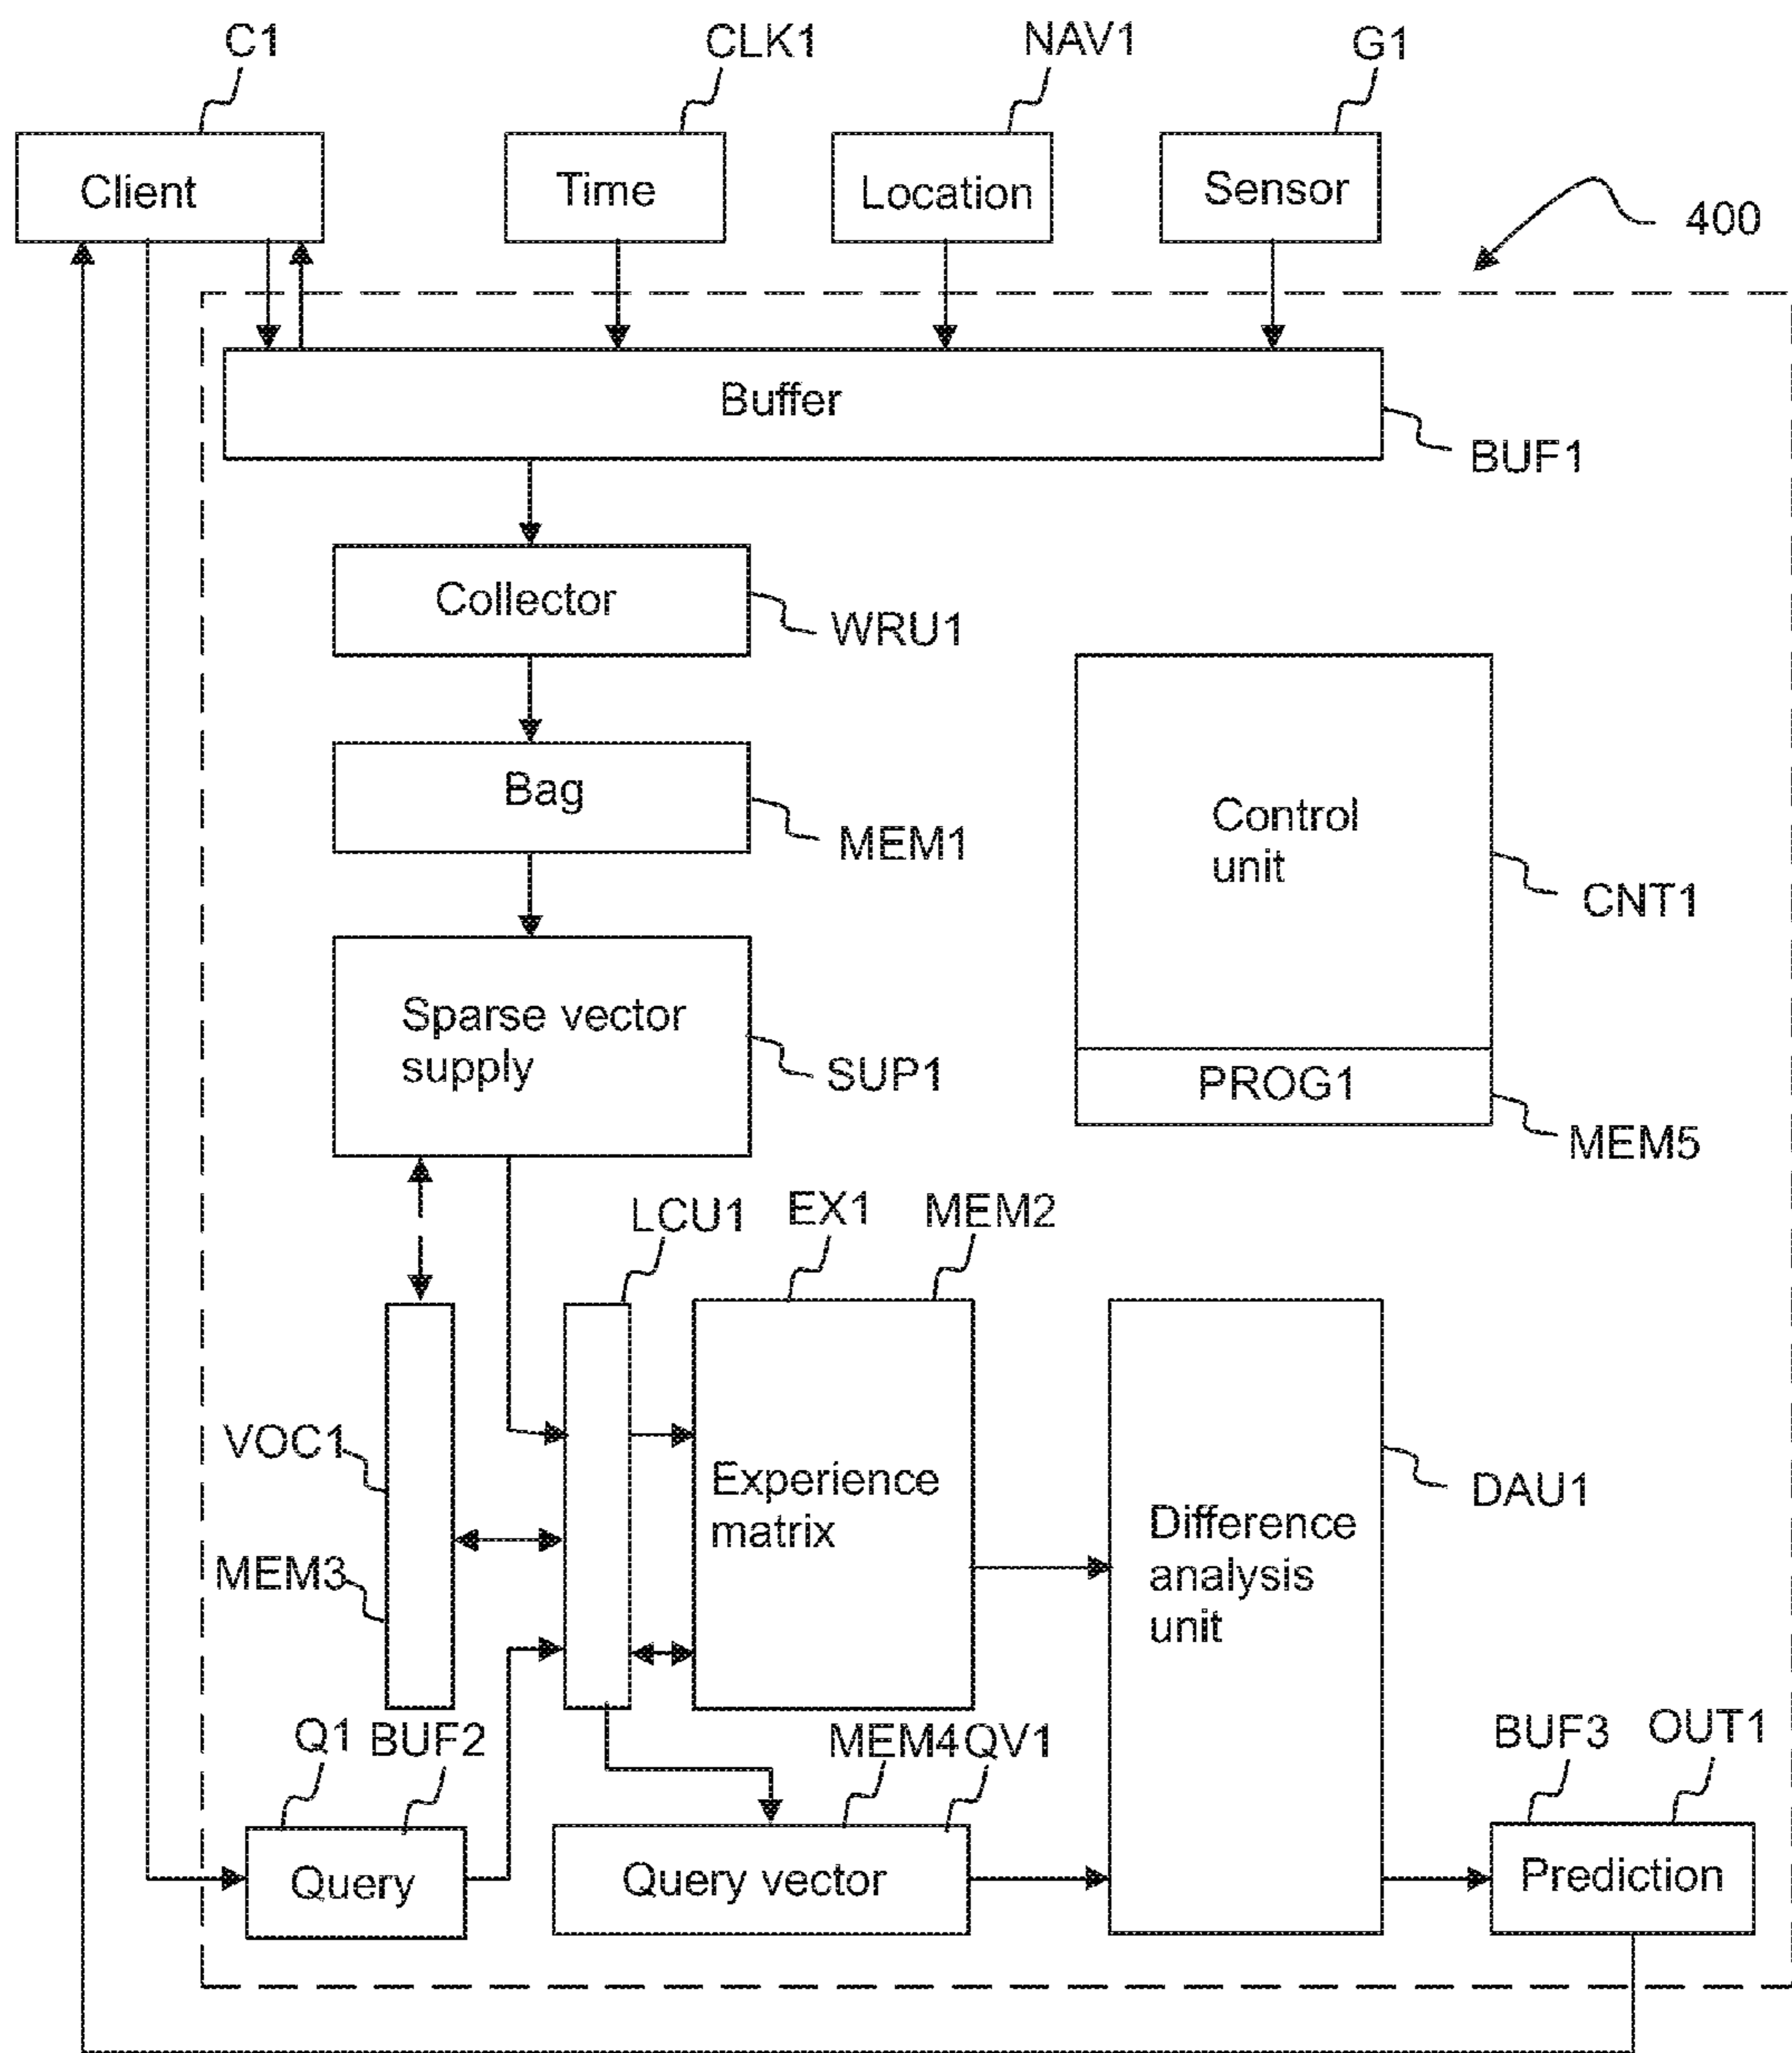 C1
CLK1
NAV1
G1
Client
Time
Location
Sensor
400
Buffer
BUF1
Collector
WRU1
Bag
MEM1
Control
unit
CNT1
Sparse vector
supply
SUP1
PROG1
MEM5
LCU1
EX1
MEM2
VOC1
MEM3
Experience
matrix
Difference
analysis
unit
DAU1
Q1
BUF2
MEM4
QV1
BUF3
OUT1
Query
Query vector
Prediction